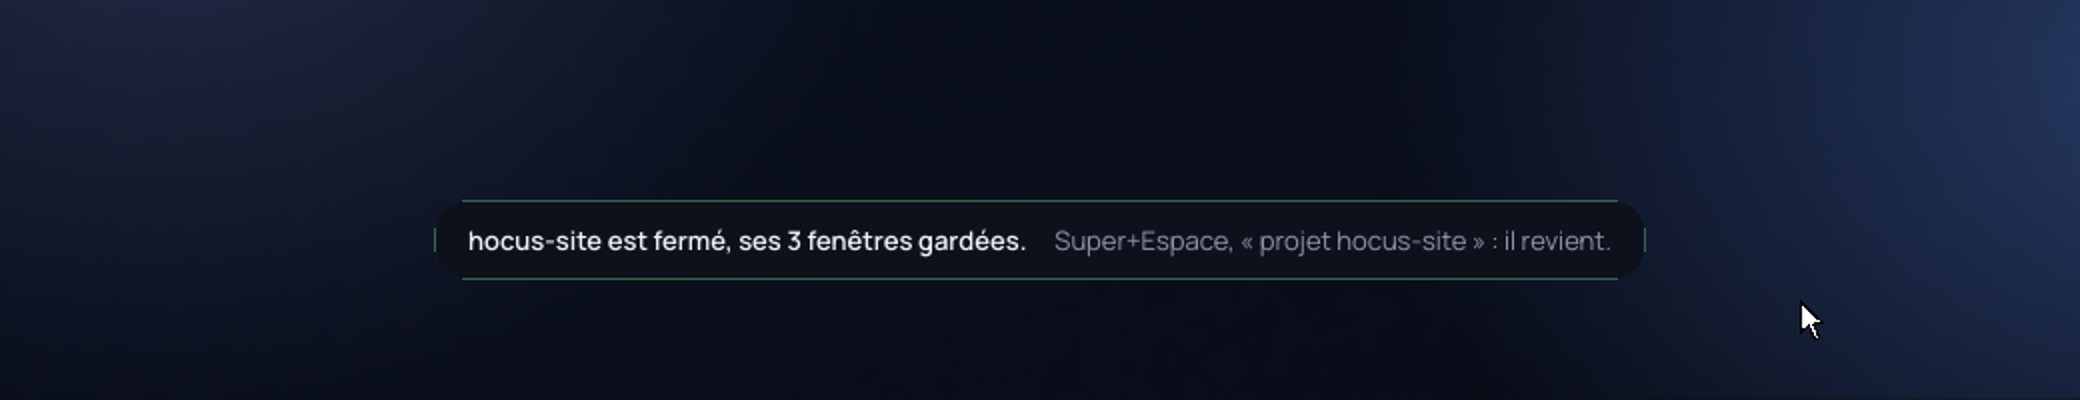 hocus-site est fermé, ses 3 fenêtres gardées. Super+Espace, « projet hocus-site » : il revient.